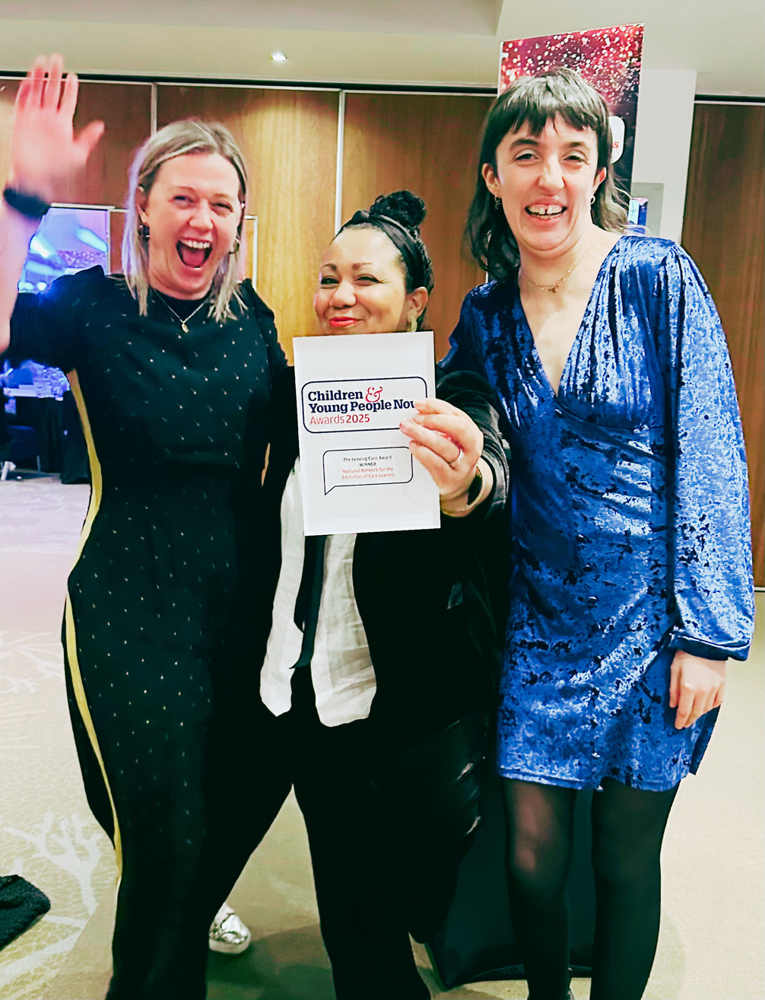 Children &
Young People Now
Awards 2025
The Leaving Care Award
WINNER
National Network for the
Education of Care Leavers